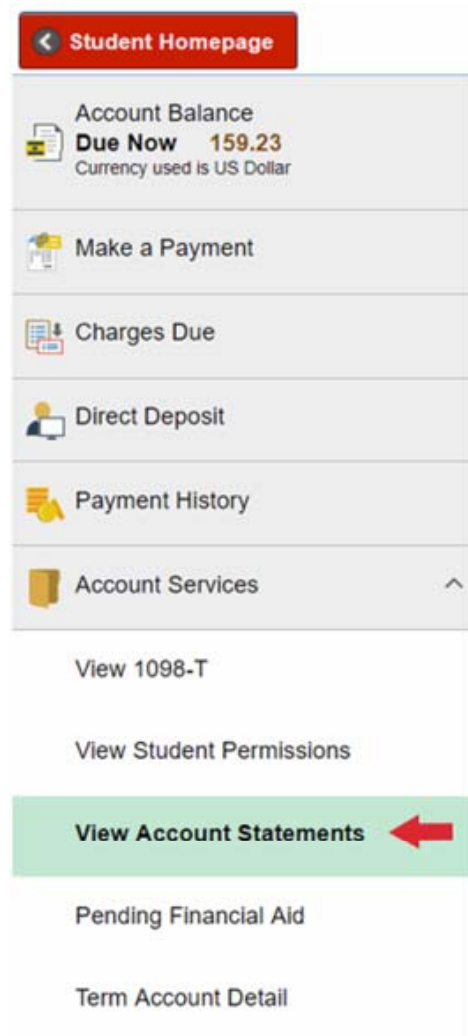 Student Homepage
Account Balance
Due Now 159.23
Currency used is US Dollar
Make a Payment
Charges Due
Direct Deposit
Payment History
Account Services
View 1098-T
View Student Permissions
View Account Statements
Pending Financial Aid
Term Account Detail